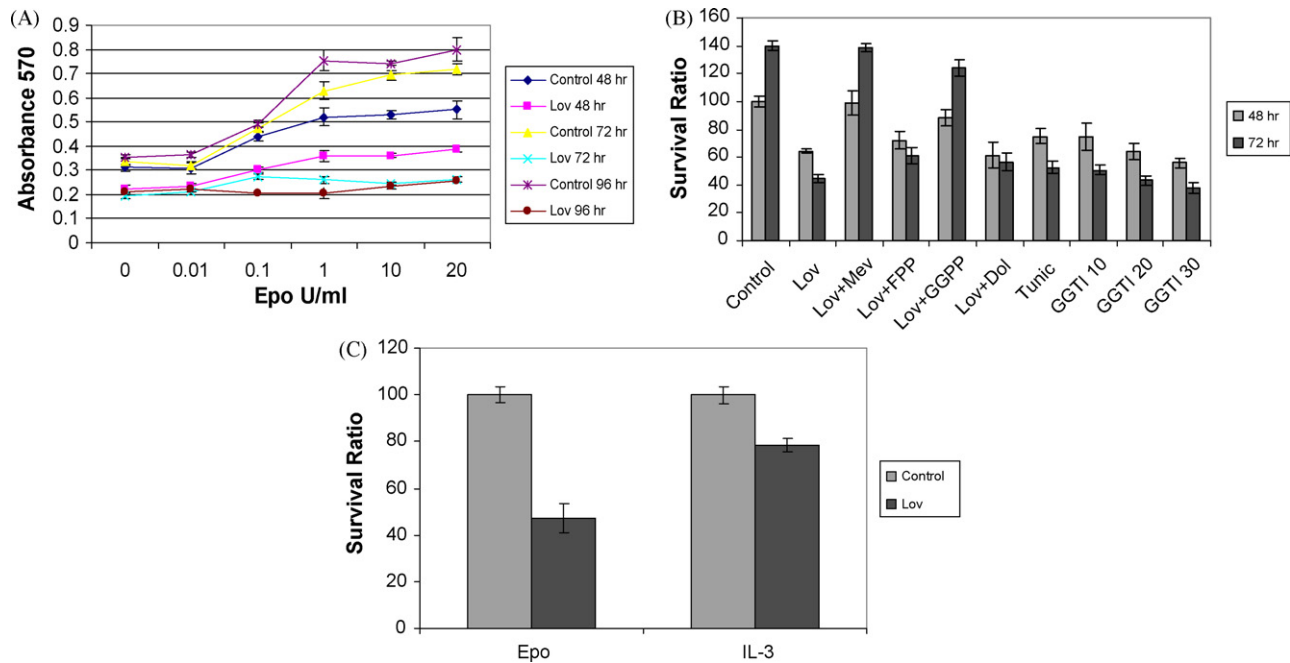 (A)
Absorbance 570
0.9
0.8
0.7
0.6
0.5
0.4
0.3
0.2
0.1
0
0 0.01 0.1 1 10 20
Epo U/ml
Control 48 hr
Lov 48 hr
Control 72 hr
Lov 72 hr
Control 96 hr
Lov 96 hr
(B)
Survival Ratio
160
140
120
100
80
60
40
20
0
Control
Lov
Lov+Mev
Lov+FPP
Lov+GGPP
Lov+Dol
Tunic
GGTI 10
GGTI 20
GGTI 30
48 hr
72 hr
(C)
Survival Ratio
120
100
80
60
40
20
0
Epo IL-3
Control
Lov